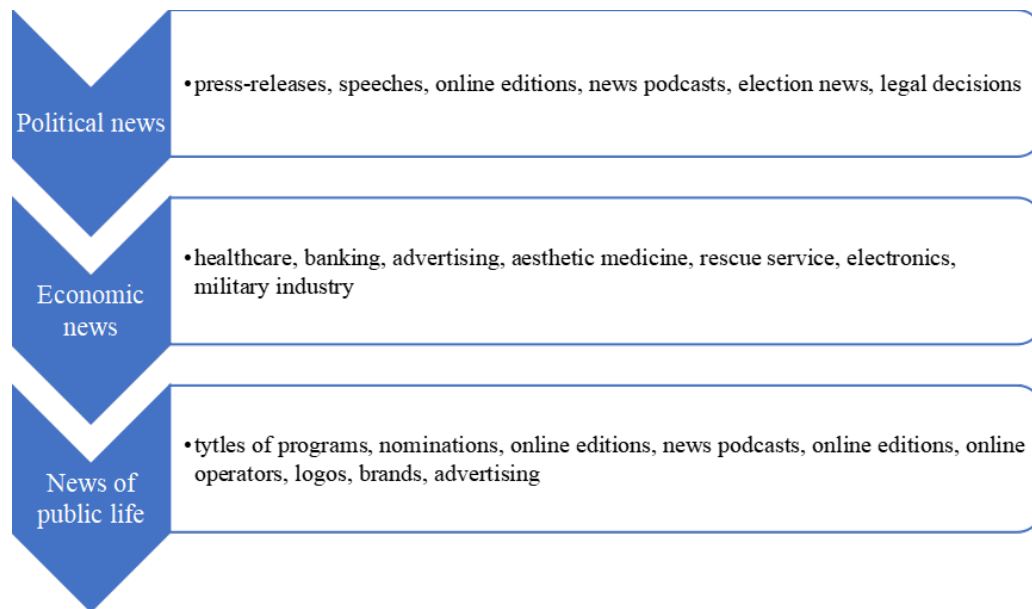 Political news
•press-releases, speeches, online editions, news podcasts, election news, legal decisions
Economic
news
•healthcare, banking, advertising, aesthetic medicine, rescue service, electronics,
military industry
News of
public life
•tytles of programs, nominations, online editions, news podcasts, online editions, online
operators, logos, brands, advertising